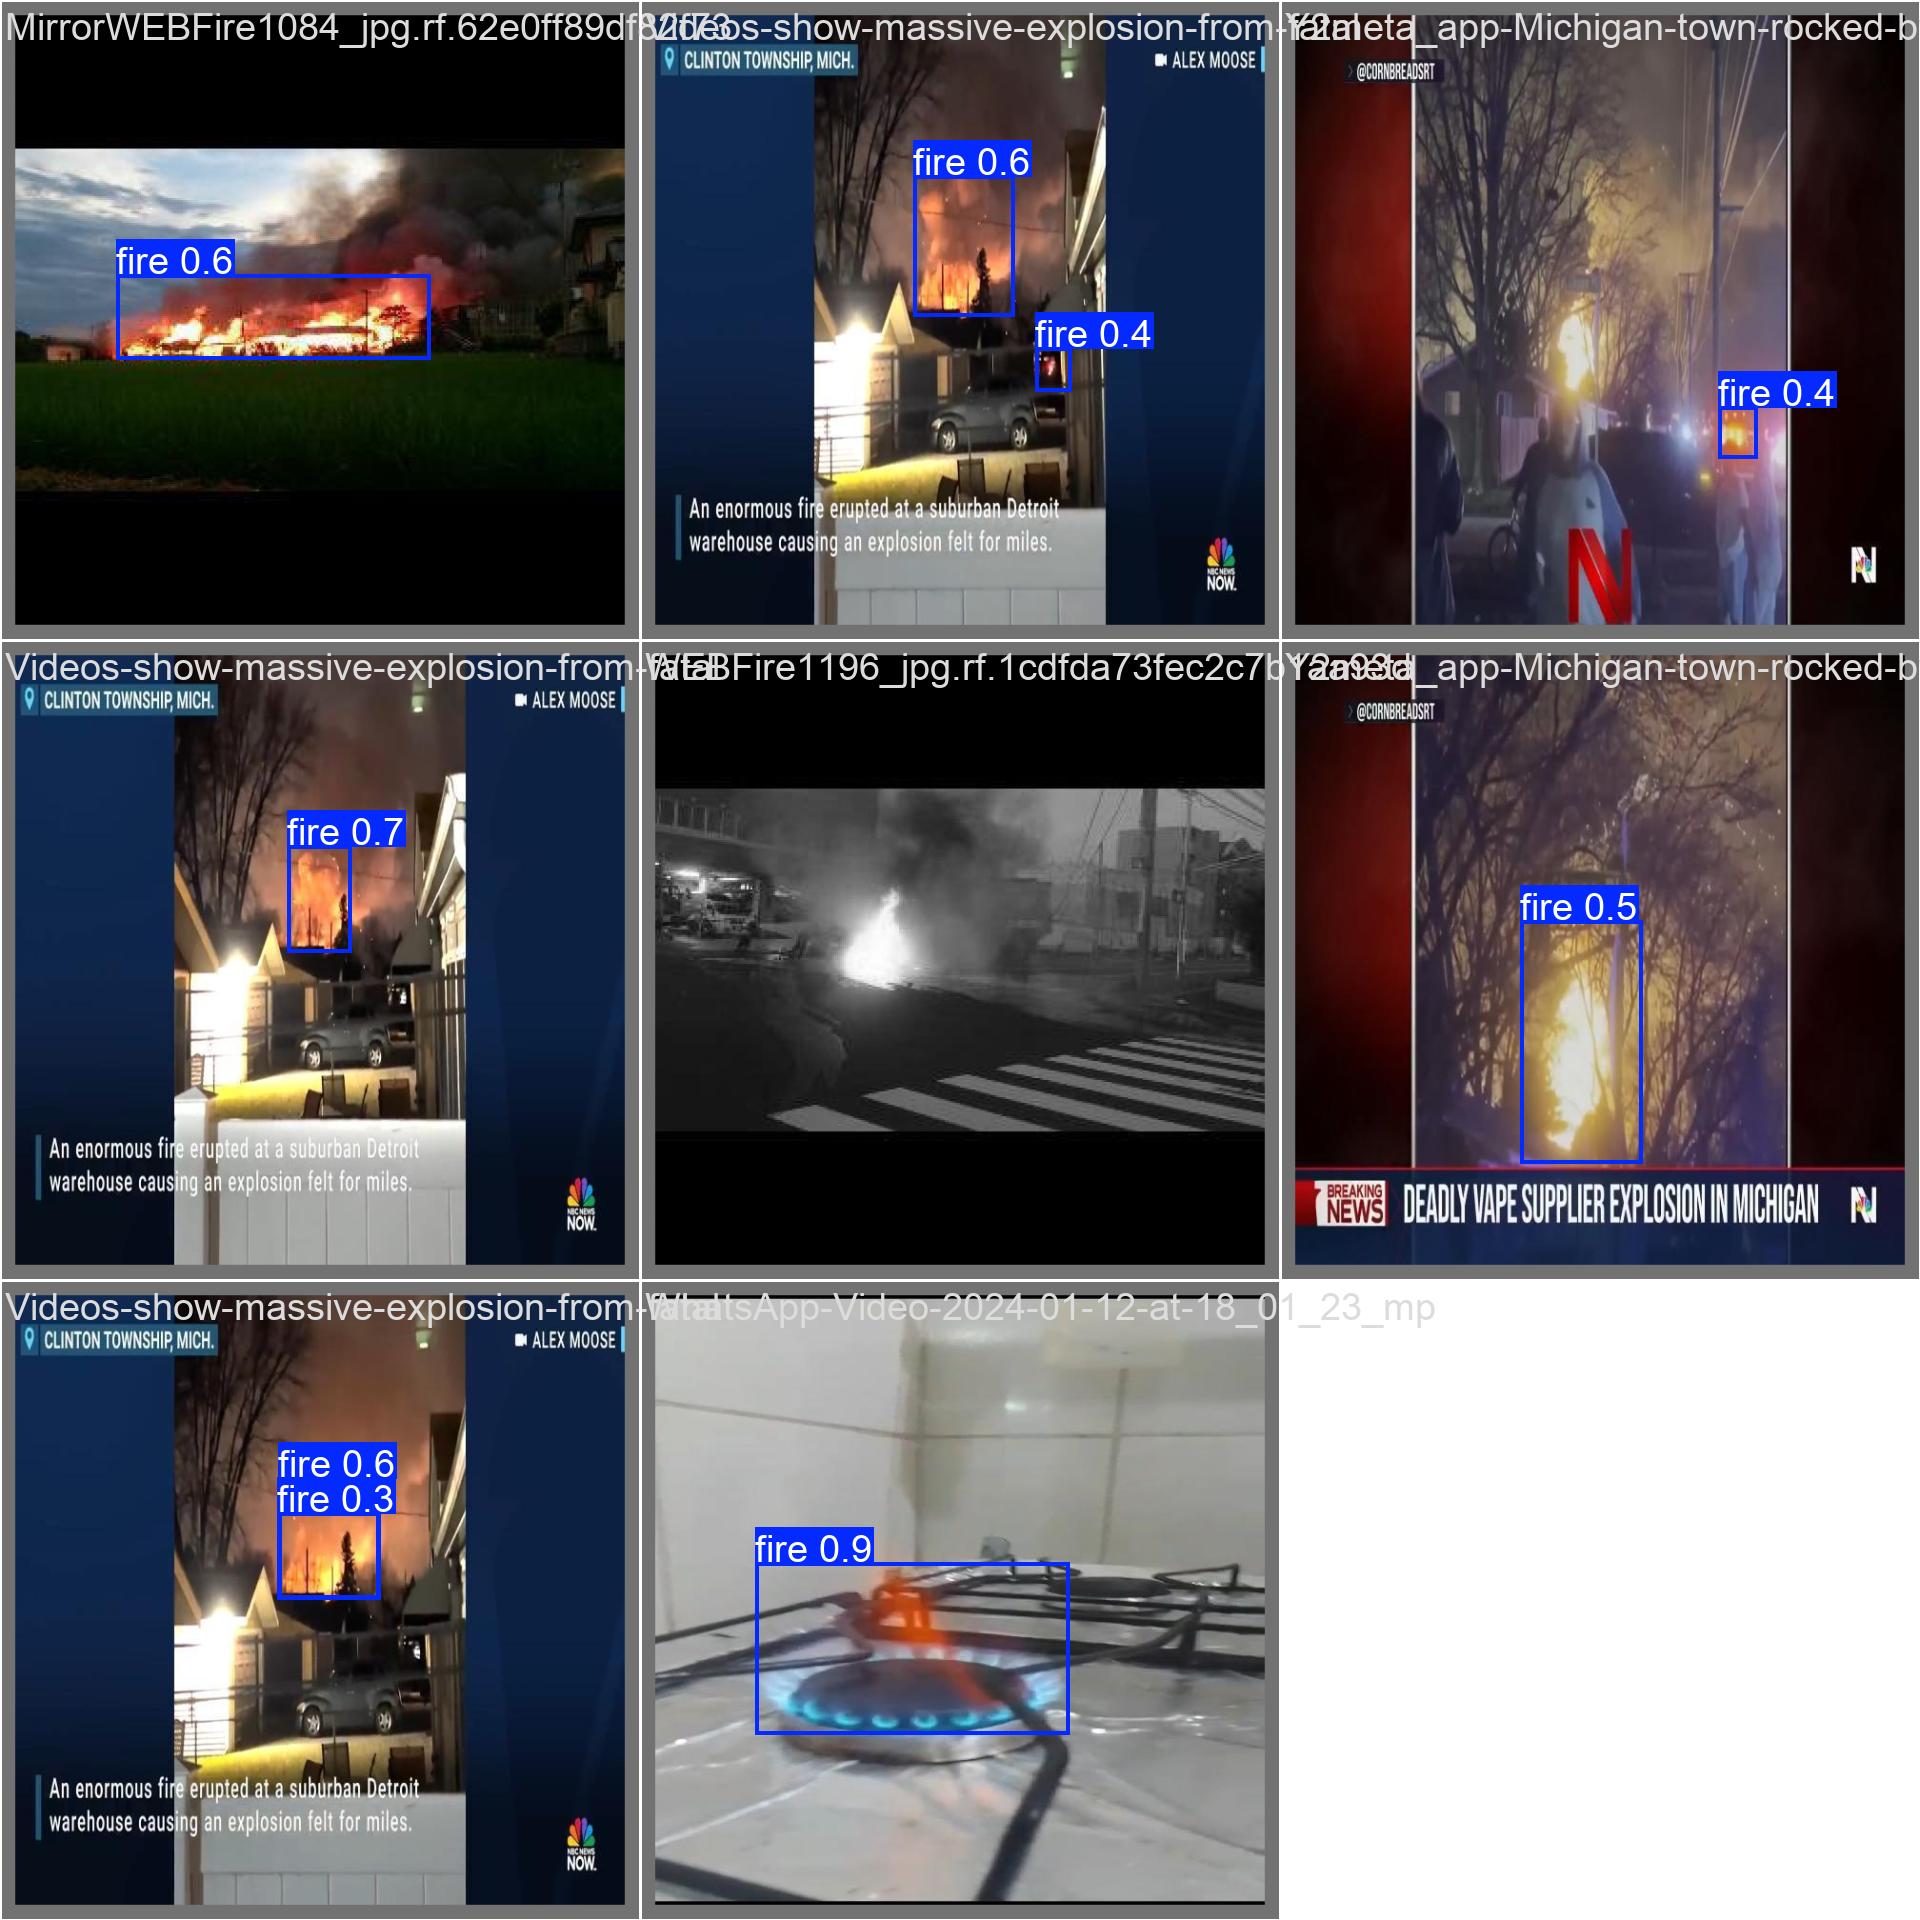 MirrorWEBFire1084_jpg.rf.62e0ff89df82f73
fire 0.6
Videos-show-massive-explosion-from-fatal
CLINTON TOWNSHIP, MICH.
ALEX MOOSE
fire 0.6
fire 0.4
An enormous fire erupted at a suburban Detroit
warehouse causing an explosion felt for miles.
NBC NEWS
NOW.
Y2meta_app-Michigan-town-rocked-b
@CORNBREADSRT
fire 0.4
N
N
Videos-show-massive-explosion-from-fatal
CLINTON TOWNSHIP, MICH.
ALEX MOOSE
fire 0.7
An enormous fire erupted at a suburban Detroit
warehouse causing an explosion felt for miles.
NBC NEWS
NOW.
WEBFire1196_jpg.rf.1cdfda73fec2c7b
Y2meta_app-Michigan-town-rocked-b
@CORNBREADSRT
fire 0.5
BREAKING
NEWS
DEADLY VAPE SUPPLIER EXPLOSION IN MICHIGAN
N
Videos-show-massive-explosion-from-fatal
CLINTON TOWNSHIP, MICH.
ALEX MOOSE
fire 0.6
fire 0.3
An enormous fire erupted at a suburban Detroit
warehouse causing an explosion felt for miles.
NBC NEWS
NOW.
WhatsApp-Video-2024-01-12-at-18_01_23_mp
fire 0.9